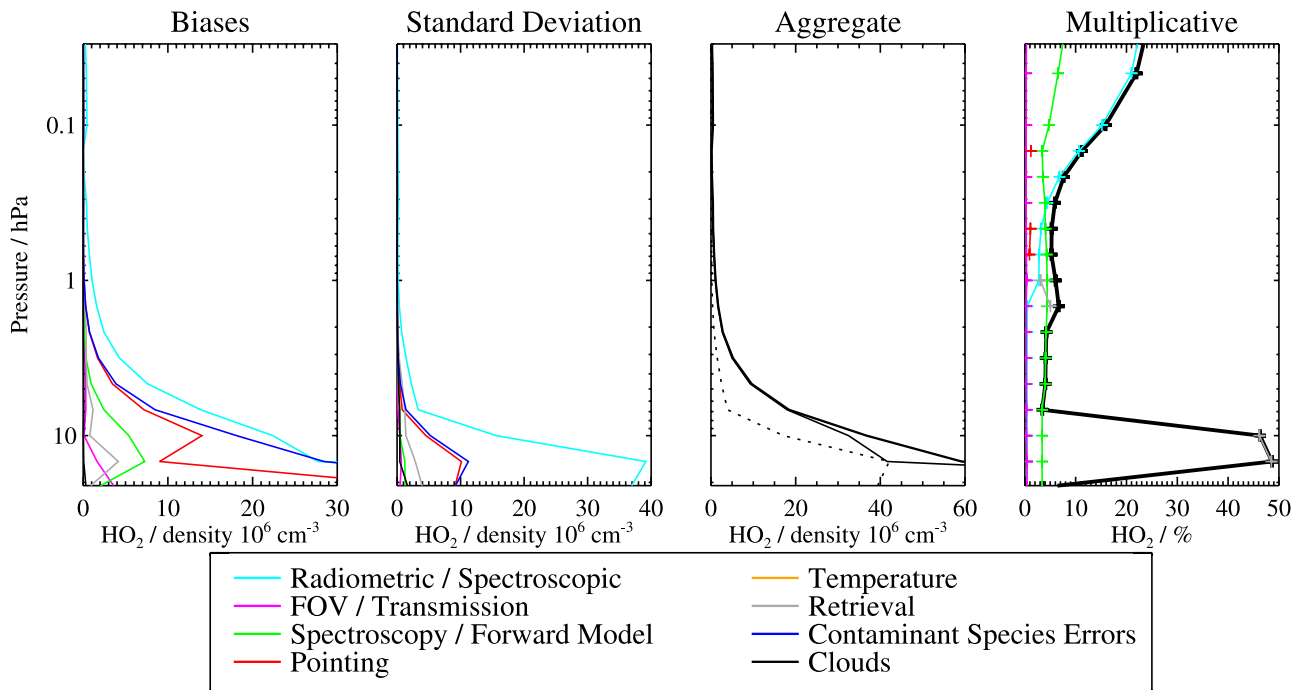 Biases
Standard Deviation
Aggregate
Multiplicative
Pressure / hPa
0.1
1
10
0 10 20 30
0 10 20 30 40
0 20 40 60
0 10 20 30 40 50
HO2 / density 10^6 cm^-3
HO2 / density 10^6 cm^-3
HO2 / density 10^6 cm^-3
HO2 / %
Radiometric / Spectroscopic
FOV / Transmission
Spectroscopy / Forward Model
Pointing
Temperature
Retrieval
Contaminant Species Errors
Clouds